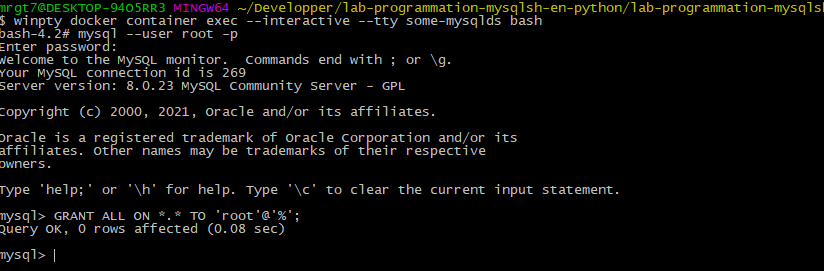 mrgt7@DESKTOP-94O5RR3 MINGW64 ~/Developper/lab-programmation-mysqlsh-en-python/lab-programmation-mysqlsh
$ winpty docker container exec --interactive --tty some-mysqlds bash
bash-4.2# mysql --user root -p
Enter password:
Welcome to the MySQL monitor.  Commands end with ; or \g.
Your MySQL connection id is 269
Server version: 8.0.23 MySQL Community Server - GPL

Copyright (c) 2000, 2021, Oracle and/or its affiliates.

Oracle is a registered trademark of Oracle Corporation and/or its
affiliates. Other names may be trademarks of their respective
owners.

Type 'help;' or '\h' for help. Type '\c' to clear the current input statement.

mysql> GRANT ALL ON *.* TO 'root'@'%';
Query OK, 0 rows affected (0.08 sec)

mysql>